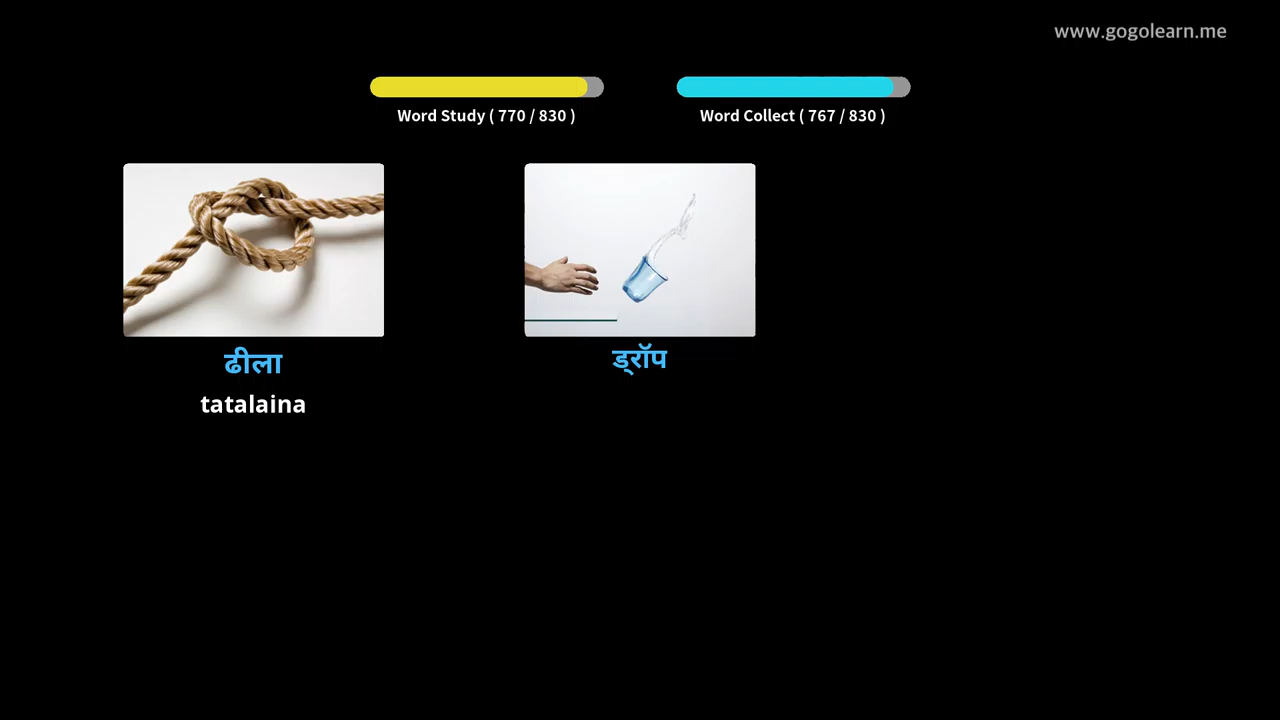 www.gogolearn.me
Word Study ( 770 / 830 )
Word Collect ( 767 / 830 )
ढीला
tatalaina
ड्रॉप